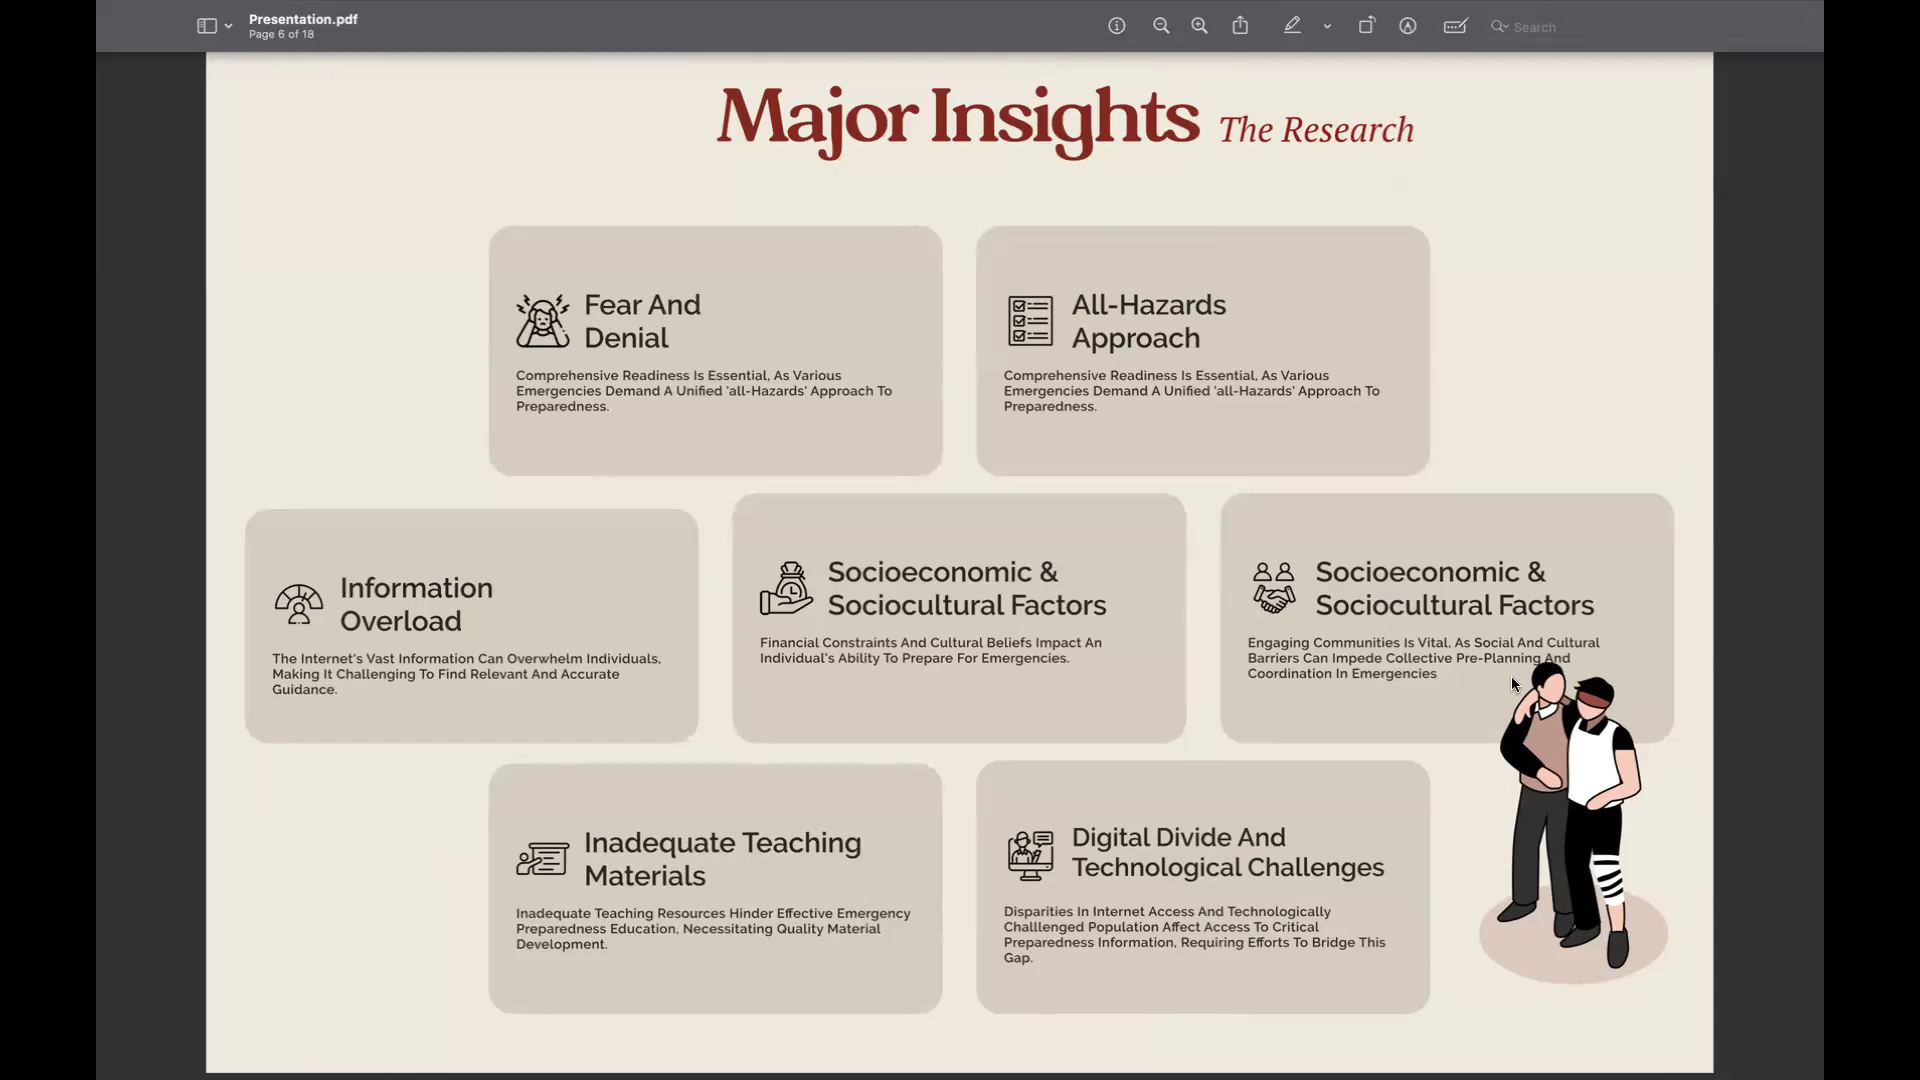 Presentation.pdf
Page 6 of 18
Search
Major Insights The Research
Fear And
Denial
Comprehensive Readiness Is Essential, As Various
Emergencies Demand A Unified 'all-Hazards' Approach To
Preparedness.
All-Hazards
Approach
Comprehensive Readiness Is Essential, As Various
Emergencies Demand A Unified 'all-Hazards' Approach To
Preparedness.
Information
Overload
The Internet's Vast Information Can Overwhelm Individuals,
Making It Challenging To Find Relevant And Accurate
Guidance.
Socioeconomic &
Sociocultural Factors
Financial Constraints And Cultural Beliefs Impact An
Individual's Ability To Prepare For Emergencies.
Socioeconomic &
Sociocultural Factors
Engaging Communities Is Vital, As Social And Cultural
Barriers Can Impede Collective Pre-Planning And
Coordination In Emergencies
Inadequate Teaching
Materials
Inadequate Teaching Resources Hinder Effective Emergency
Preparedness Education, Necessitating Quality Material
Development.
Digital Divide And
Technological Challenges
Disparities In Internet Access And Technologically
Challlenged Population Affect Access To Critical
Preparedness Information, Requiring Efforts To Bridge This
Gap.